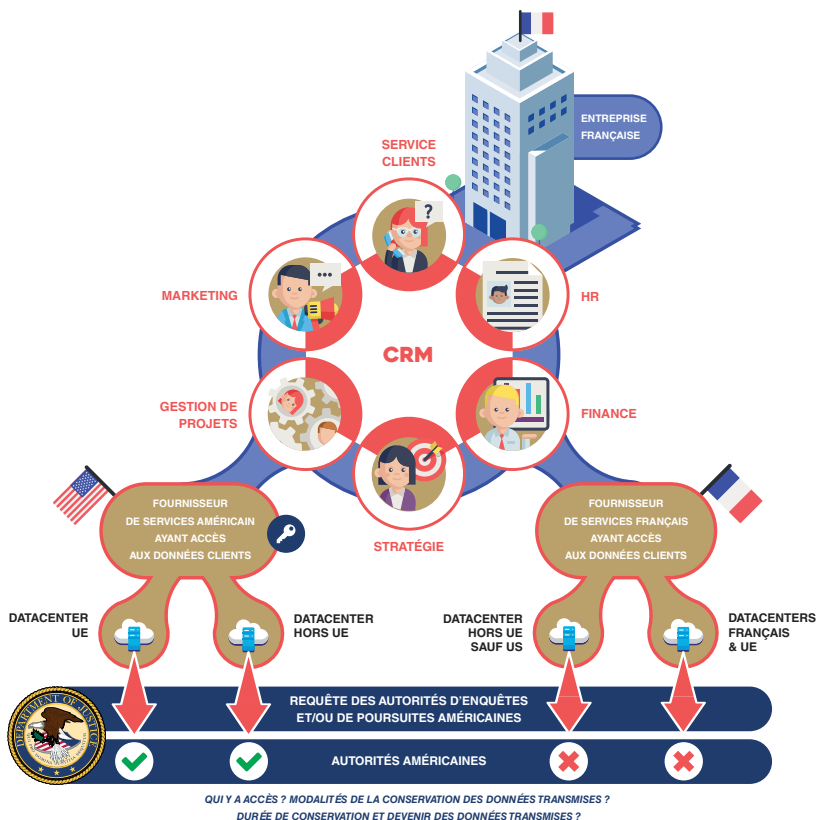 ENTREPRISE
FRANÇAISE
SERVICE
CLIENTS
?
MARKETING
HR
CRM
GESTION DE
PROJETS
FINANCE
STRATÉGIE
FOURNISSEUR
DE SERVICES AMÉRICAIN
AYANT ACCÈS
AUX DONNÉES CLIENTS
FOURNISSEUR
DE SERVICES FRANÇAIS
AYANT ACCÈS
AUX DONNÉES CLIENTS
DATACENTER
UE
DATACENTER
HORS UE
DATACENTER
HORS UE
SAUF US
DATACENTERS
FRANÇAIS
& UE
DEPARTMENT OF JUSTICE
REQUÊTE DES AUTORITÉS D’ENQUÊTES
ET/OU DE POURSUITES AMÉRICAINES
AUTORITÉS AMÉRICAINES
QUI Y A ACCÈS ? MODALITÉS DE LA CONSERVATION DES DONNÉES TRANSMISES ?
DURÉE DE CONSERVATION ET DEVENIR DES DONNÉES TRANSMISES ?